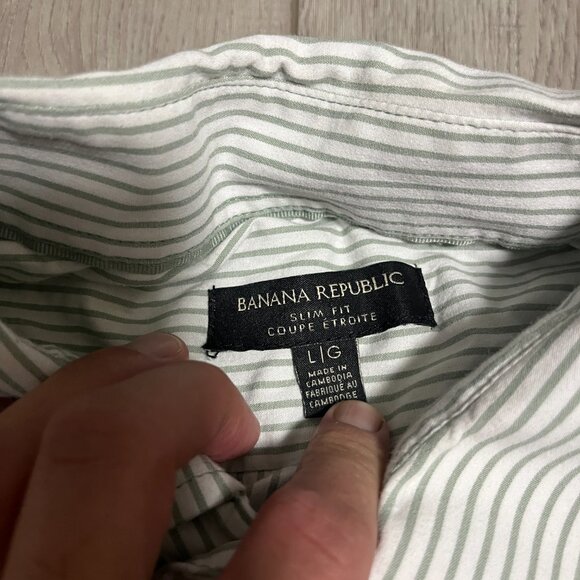 BANANA REPUBLIC
SLIM FIT
COUPE ÉTROITE
L|G
MADE IN
CAMBODIA
FABRIQUÉ AU
CAMBODGE